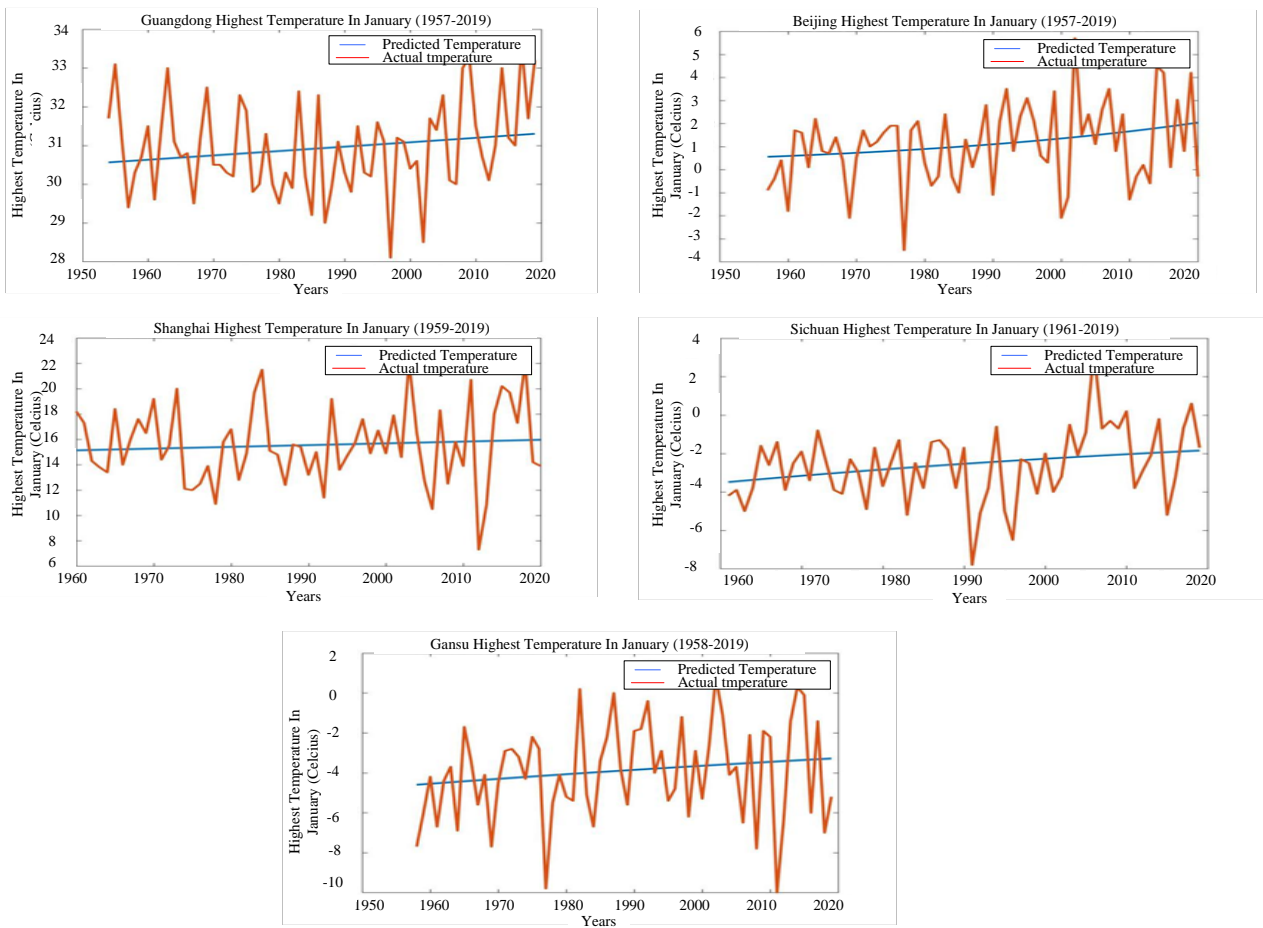 Guangdong Highest Temperature In January (1957-2019)
Highest Temperature In
34
33
32
31
30
29
28
1950
1960
1970
1980
1990
2000
2010
2020
Years
Predicted Temperature
Actual tmperature
Beijing Highest Temperature In January (1957-2019)
Highest Temperature In
January (Celcius)
6
5
4
3
2
1
0
-1
-2
-3
-4
1950
1960
1970
1980
1990
2000
2010
2020
Years
Predicted Temperature
Actual tmperature
Shanghai Highest Temperature In January (1959-2019)
Highest Temperature In
January (Celcius)
24
22
20
18
16
14
12
10
8
6
1960
1970
1980
1990
2000
2010
2020
Years
Predicted Temperature
Actual tmperature
Sichuan Highest Temperature In January (1961-2019)
Highest Temperature In
January (Celcius)
4
2
0
-2
-4
-6
-8
1960
1970
1980
1990
2000
2010
2020
Years
Predicted Temperature
Actual tmperature
Gansu Highest Temperature In January (1958-2019)
Highest Temperature In
January (Celcius)
2
0
-2
-4
-6
-8
-10
1950
1960
1970
1980
1990
2000
2010
2020
Years
Predicted Temperature
Actual tmperature